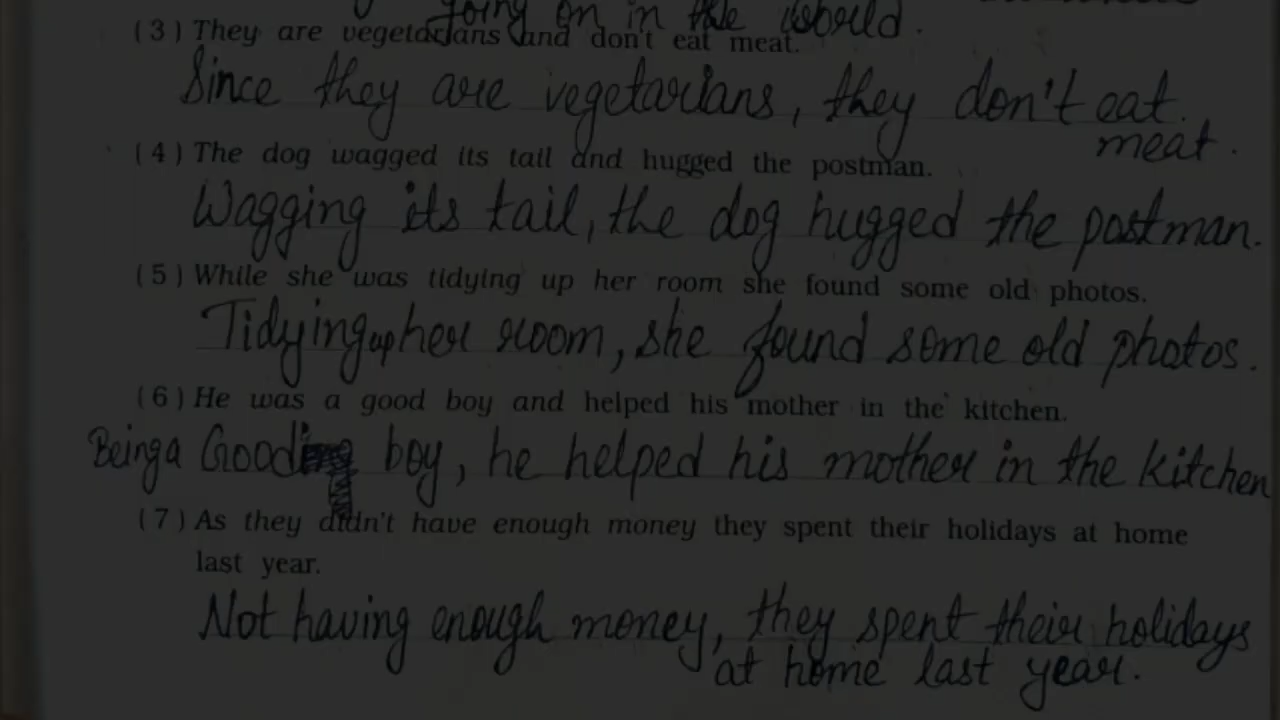 going on in the world.
(3) They are vegetarians and don't eat meat.
Since they are vegetarians, they don't eat.
meat.
(4) The dog wagged its tail and hugged the postman.
Wagging its tail, the dog hugged the postman.
(5) While she was tidying up her room she found some old photos.
Tidying up her room, she found some old photos.
(6) He was a good boy and helped his mother in the kitchen.
Being a Good boy, he helped his mother in the kitchen
(7) As they didn't have enough money they spent their holidays at home
last year.
Not having enough money, they spent their holidays
at home last year.